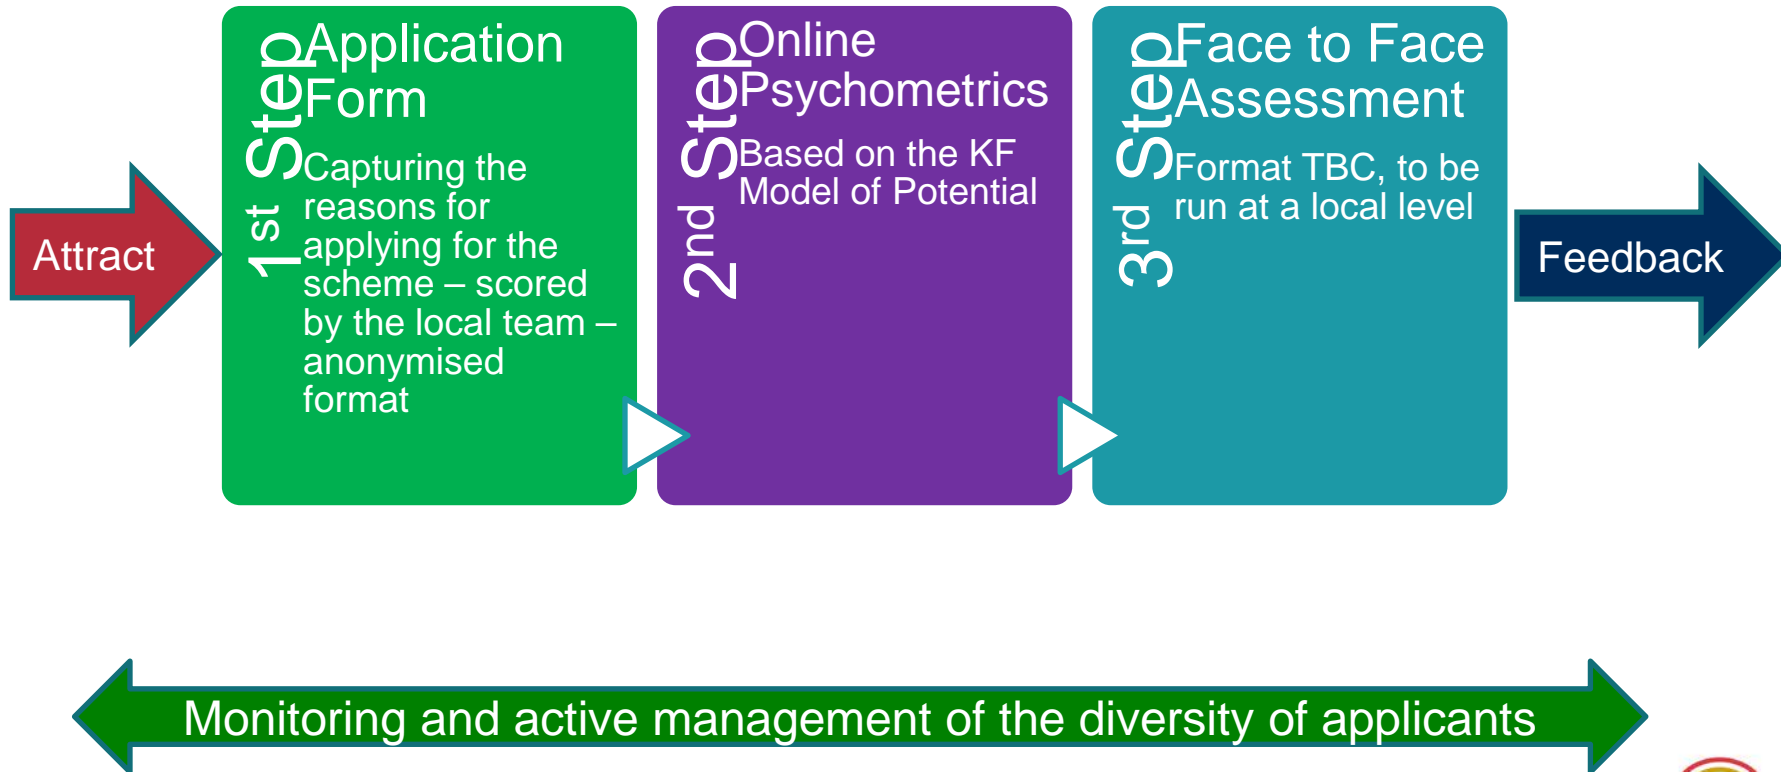 Attract
1st Step
Application
Form
Capturing the
reasons for
applying for the
scheme – scored
by the local team –
anonymised
format
2nd Step
Online
Psychometrics
Based on the KF
Model of Potential
3rd Step
Face to Face
Assessment
Format TBC, to be
run at a local level
Feedback
Monitoring and active management of the diversity of applicants